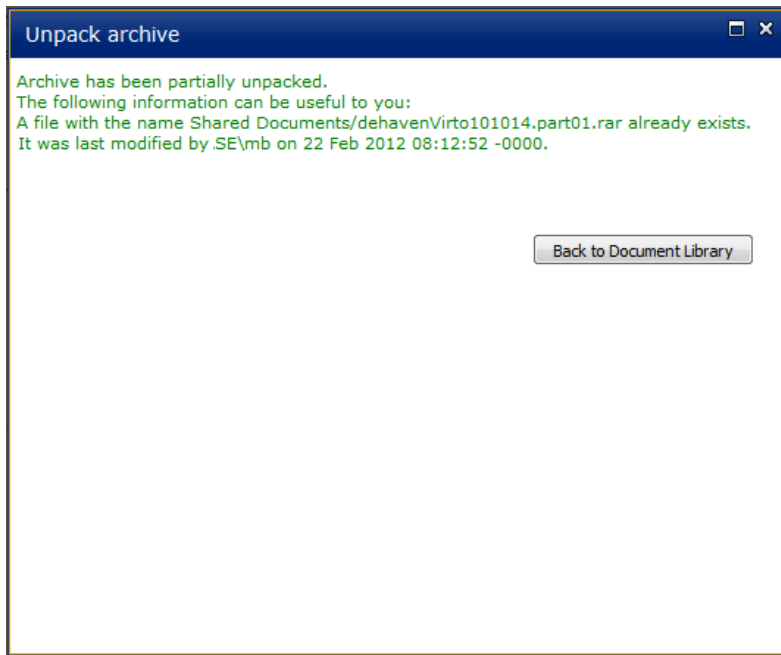 Unpack archive
Archive has been partially unpacked.
The following information can be useful to you:
A file with the name Shared Documents/dehavenVirto101014.part01.rar already exists.
It was last modified by .SE\mb on 22 Feb 2012 08:12:52 -0000.
Back to Document Library